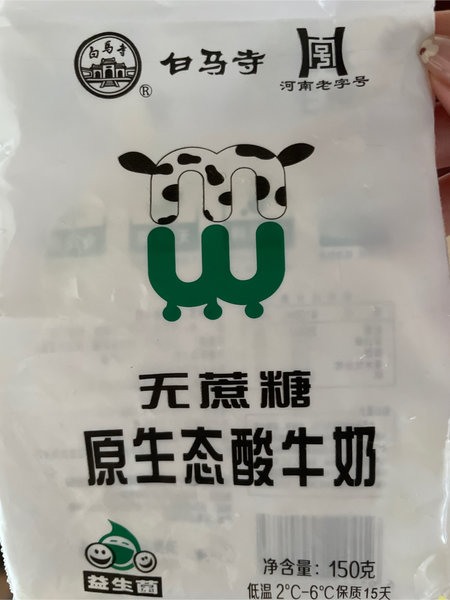 白马寺
®
白马寺
河南老字号
无蔗糖
原生态酸牛奶
益生菌
净含量：150克
低温2°C-6°C保质15天